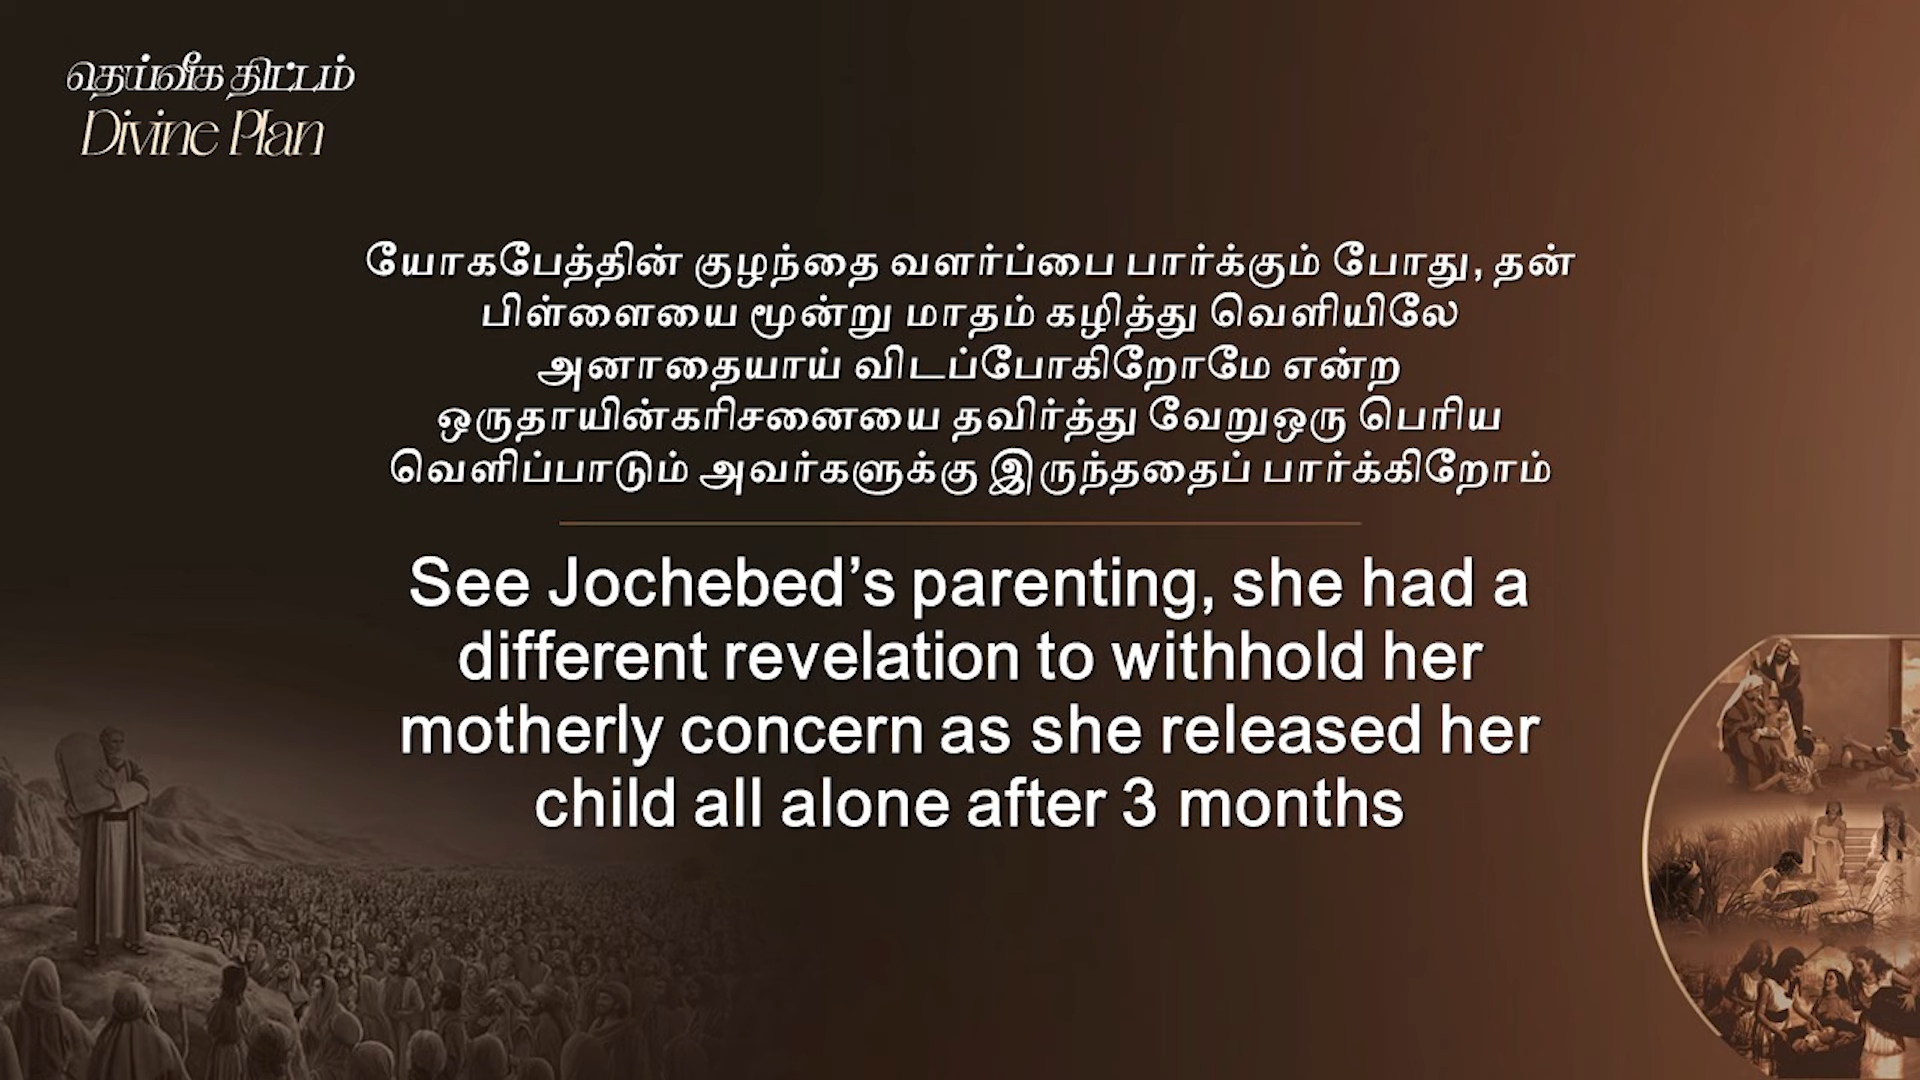 தெய்வீக திட்டம்
Divine Plan
யோகபேத்தின் குழந்தை வளர்ப்பை பார்க்கும் போது, தன்
பிள்ளையை மூன்று மாதம் கழித்து வெளியிலே
அனாதையாய் விடப்போகிறோமே என்ற
ஒருதாயின்கரிசனையை தவிர்த்து வேறுஒரு பெரிய
வெளிப்பாடும் அவர்களுக்கு இருந்ததைப் பார்க்கிறோம்
See Jochebed’s parenting, she had a
different revelation to withhold her
motherly concern as she released her
child all alone after 3 months